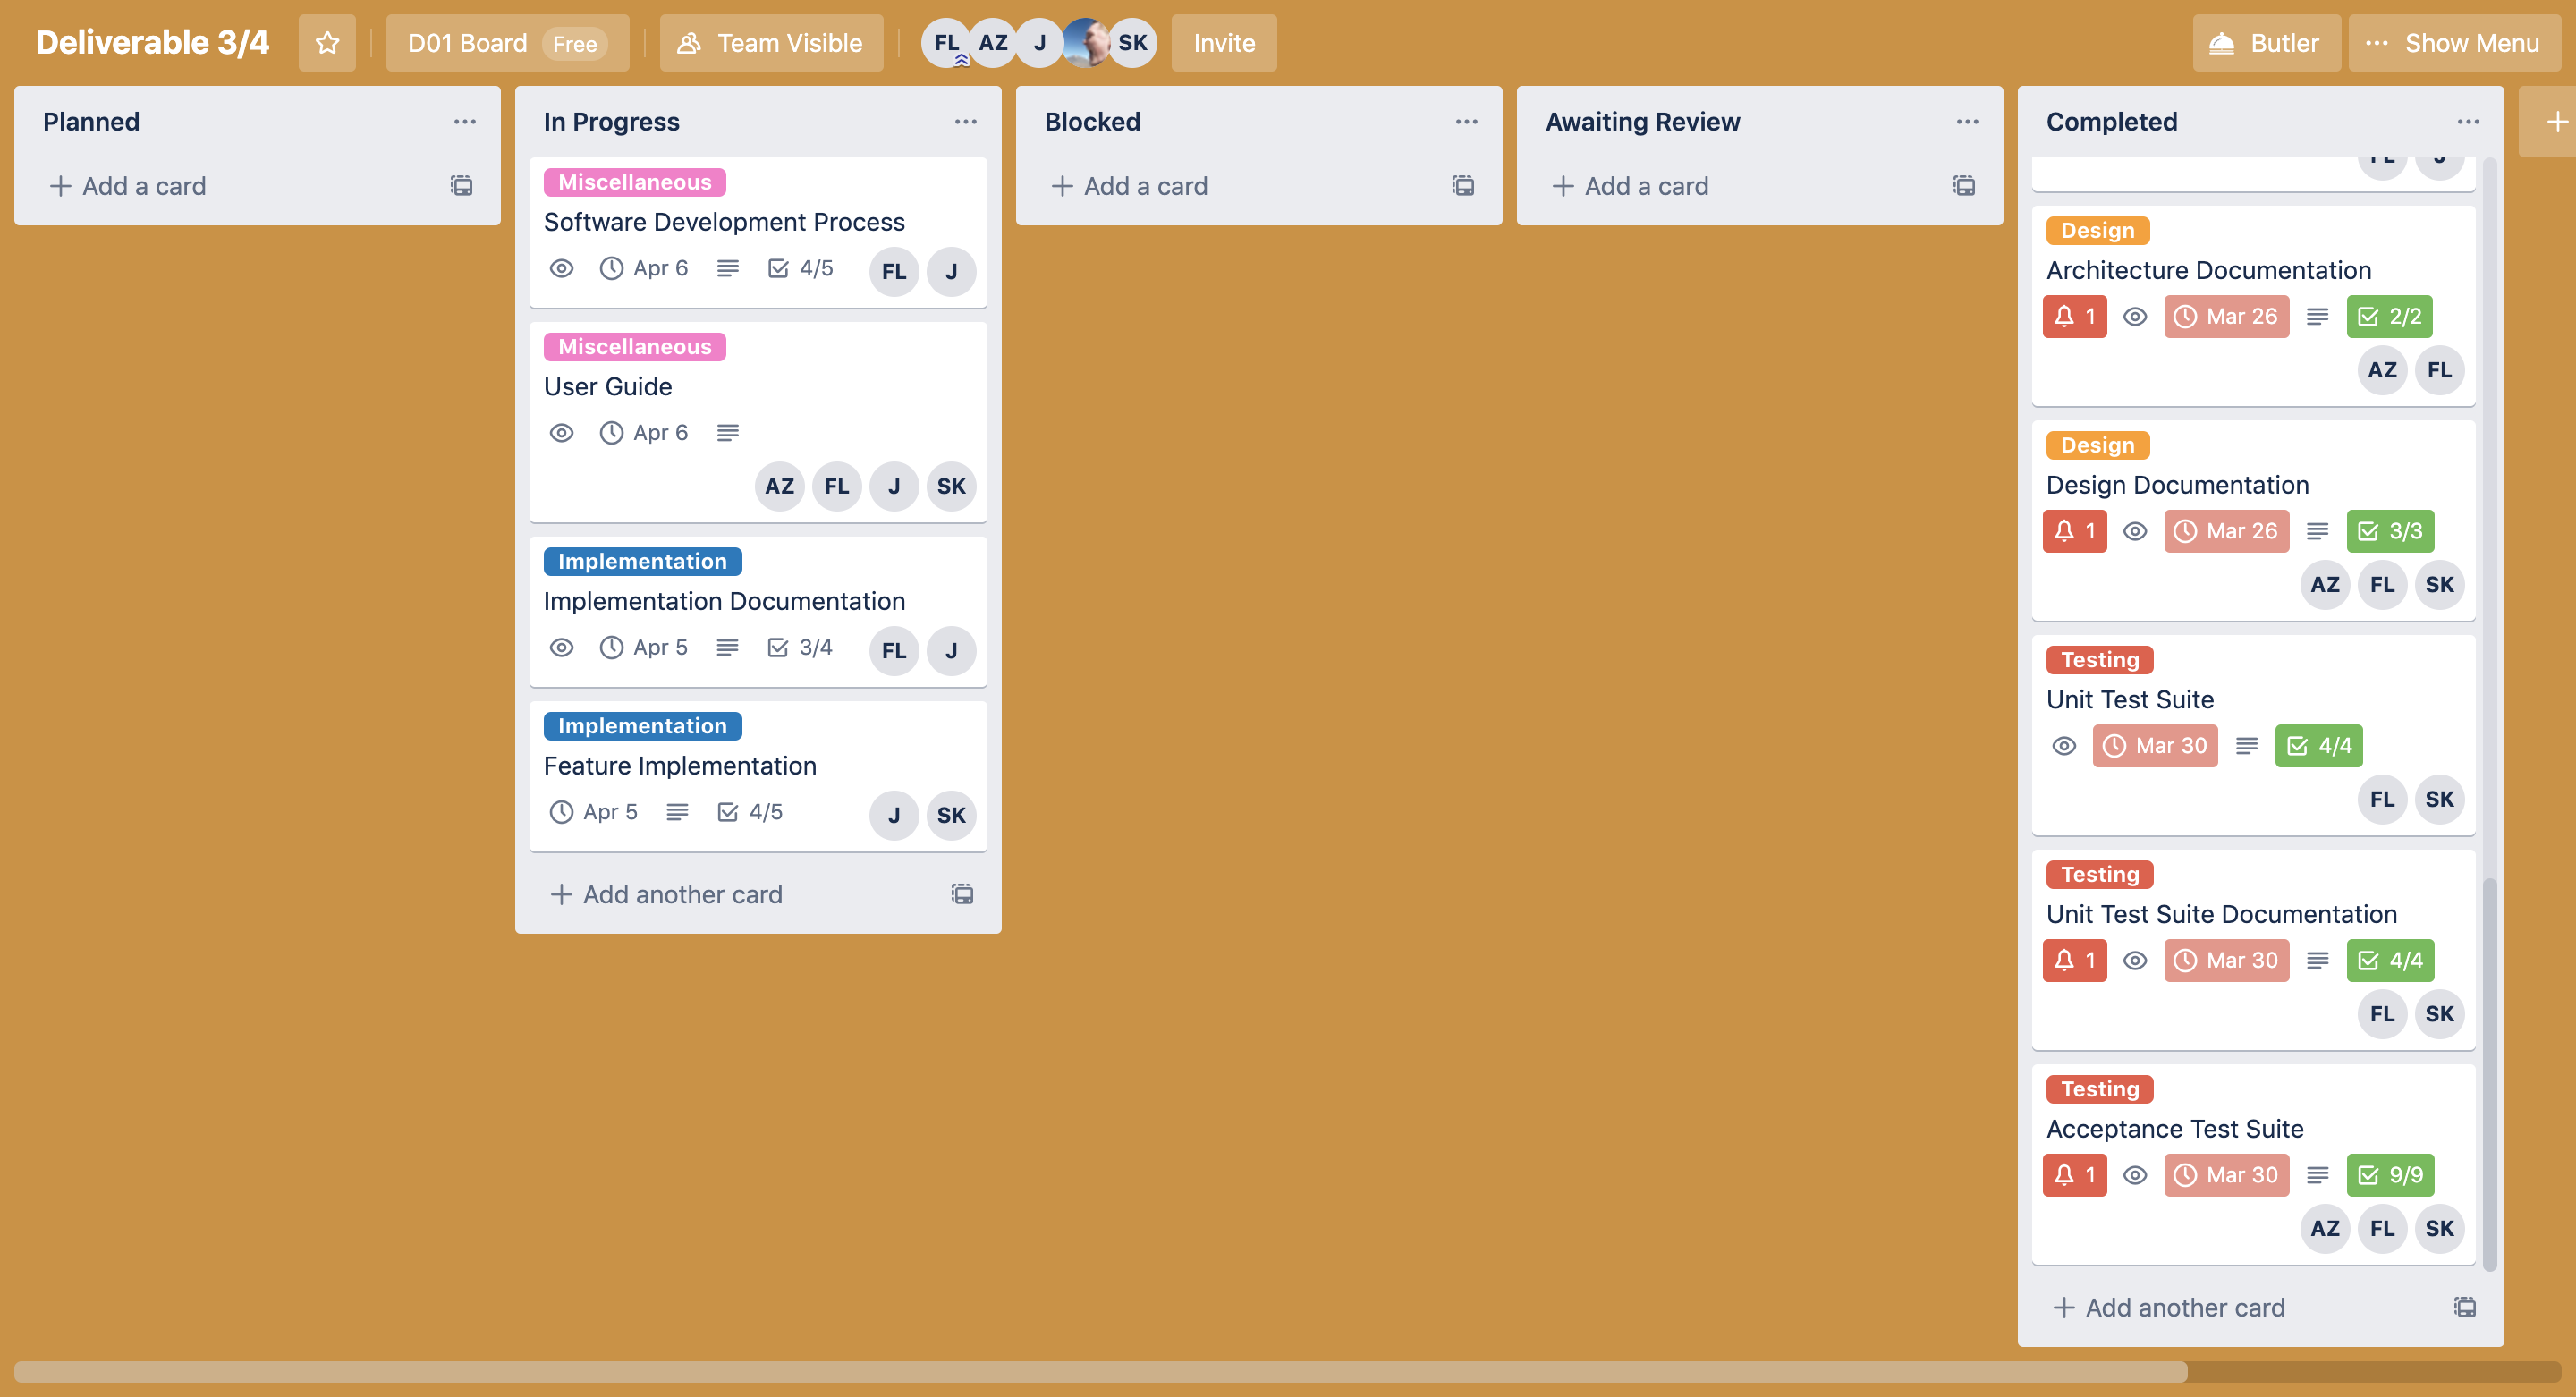 Deliverable 3/4
D01 Board Free
Team Visible
FL AZ J SK
Invite
Butler
Show Menu
Planned
Add a card
In Progress
Miscellaneous
Software Development Process
Apr 6 4/5 FL J
Miscellaneous
User Guide
Apr 6
AZ FL J SK
Implementation
Implementation Documentation
Apr 5 3/4 FL J
Implementation
Feature Implementation
Apr 5 4/5 J SK
Add another card
Blocked
Add a card
Awaiting Review
Add a card
Completed
FL J
Design
Architecture Documentation
1 Mar 26 2/2
AZ FL
Design
Design Documentation
1 Mar 26 3/3
AZ FL SK
Testing
Unit Test Suite
Mar 30 4/4
FL SK
Testing
Unit Test Suite Documentation
1 Mar 30 4/4
FL SK
Testing
Acceptance Test Suite
1 Mar 30 9/9
AZ FL SK
Add another card